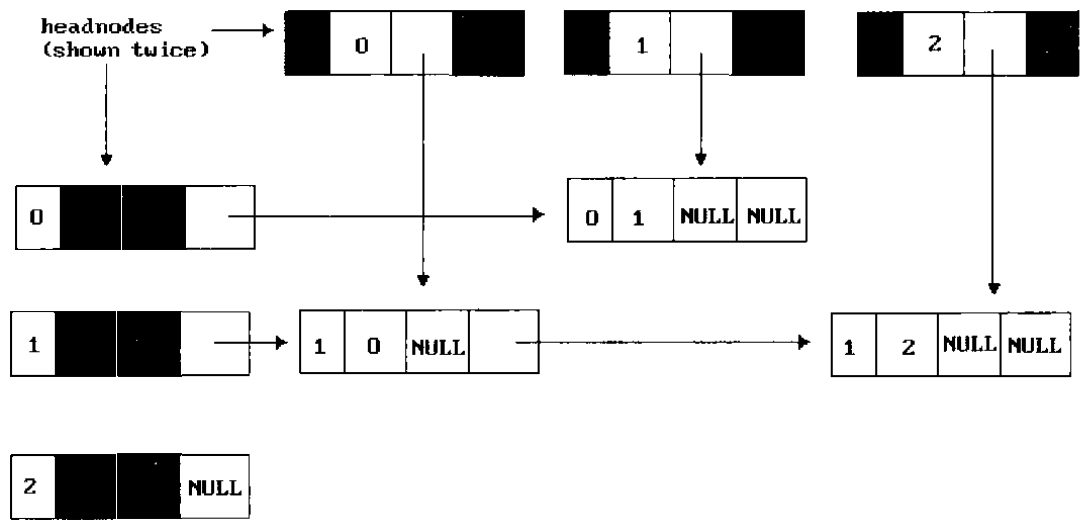 headnodes
(shown twice)
0
1
2
0
0 1 NULL NULL
1
1 0 NULL
1 2 NULL NULL
2 NULL